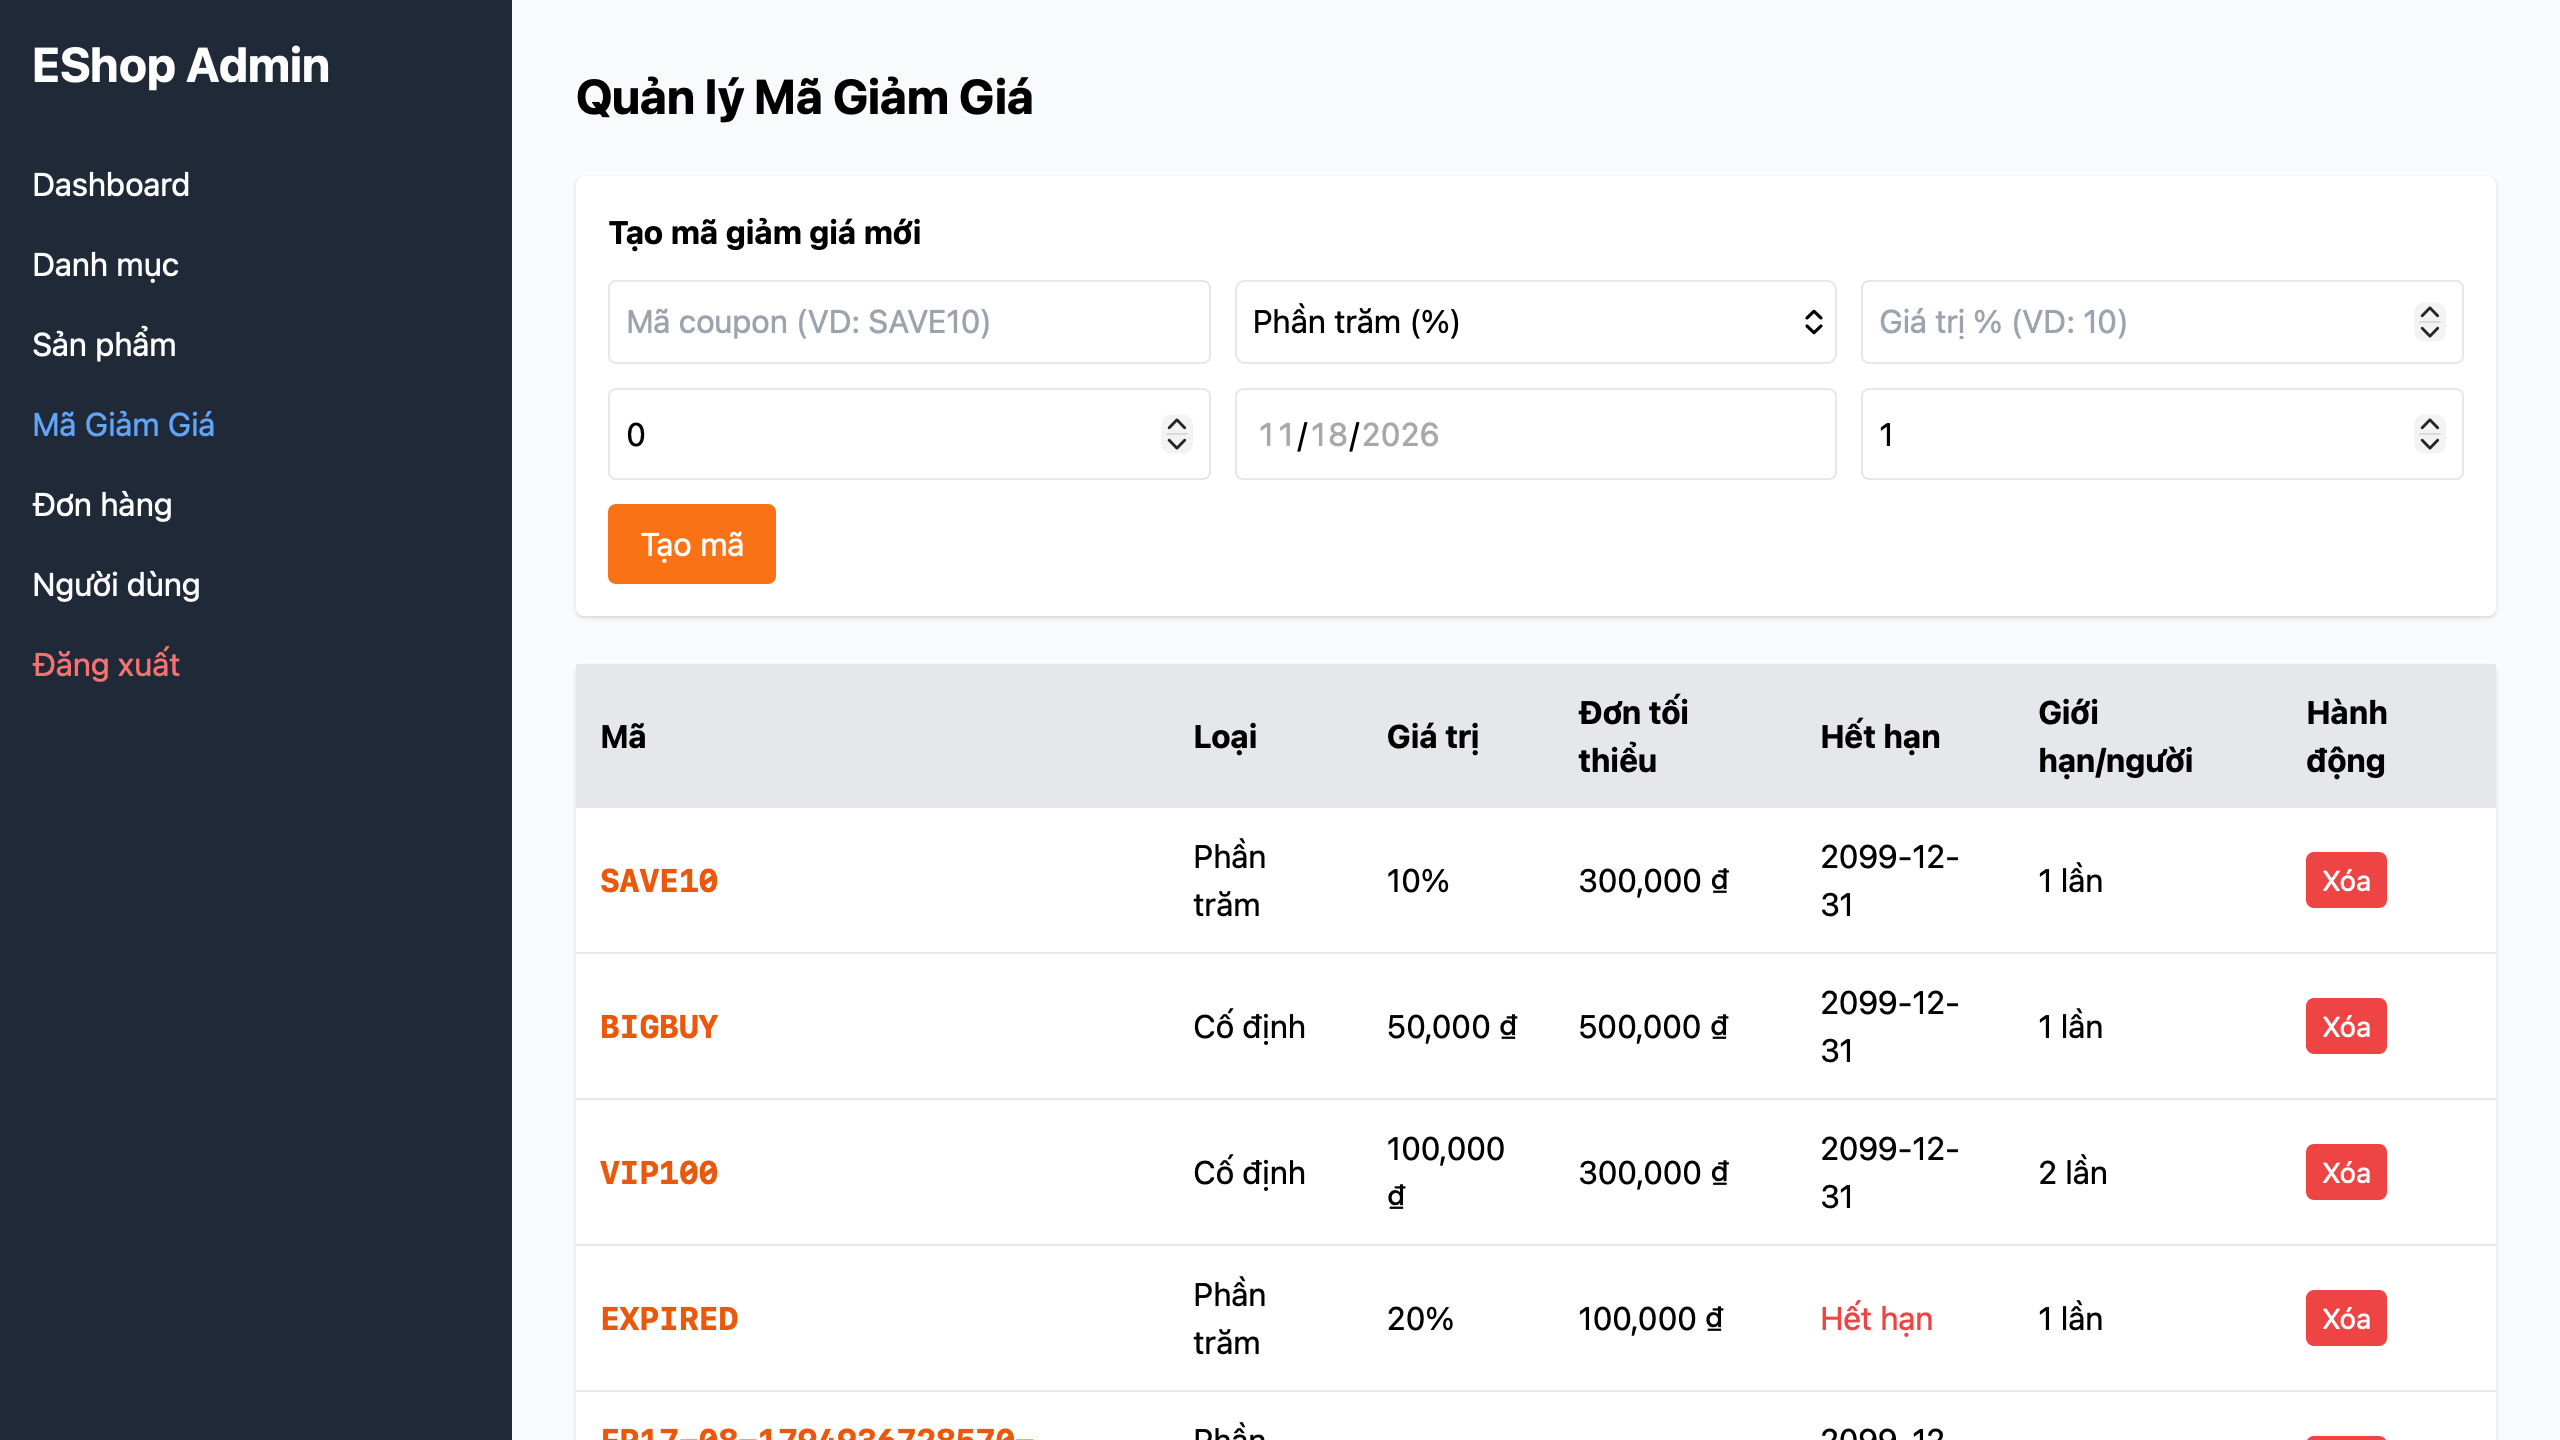 EShop Admin
Dashboard
Danh mục
Sản phẩm
Mã Giảm Giá
Đơn hàng
Người dùng
Đăng xuất
Quản lý Mã Giảm Giá
Tạo mã giảm giá mới
Mã coupon (VD: SAVE10)
Phần trăm (%)
Giá trị % (VD: 10)
0
11/18/2026
1
Tạo mã
Mã
Loại
Giá trị
Đơn tối
thiểu
Hết hạn
Giới
hạn/người
Hành
động
SAVE10
Phần
trăm
10%
300,000 ₫
2099-12-
31
1 lần
Xóa
BIGBUY
Cố định
50,000 ₫
500,000 ₫
2099-12-
31
1 lần
Xóa
VIP100
Cố định
100,000
₫
300,000 ₫
2099-12-
31
2 lần
Xóa
EXPIRED
Phần
trăm
20%
100,000 ₫
Hết hạn
1 lần
Xóa
Phần
2099-12-